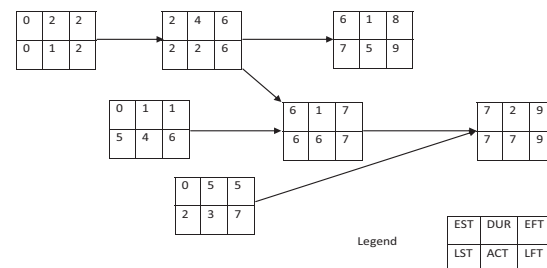 0 2 2
0 1 2
2 4 6
2 2 6
6 1 8
7 5 9
0 1 1
5 4 6
6 1 7
6 6 7
7 2 9
7 7 9
0 5 5
2 3 7
Legend
EST DUR EFT
LST ACT LFT